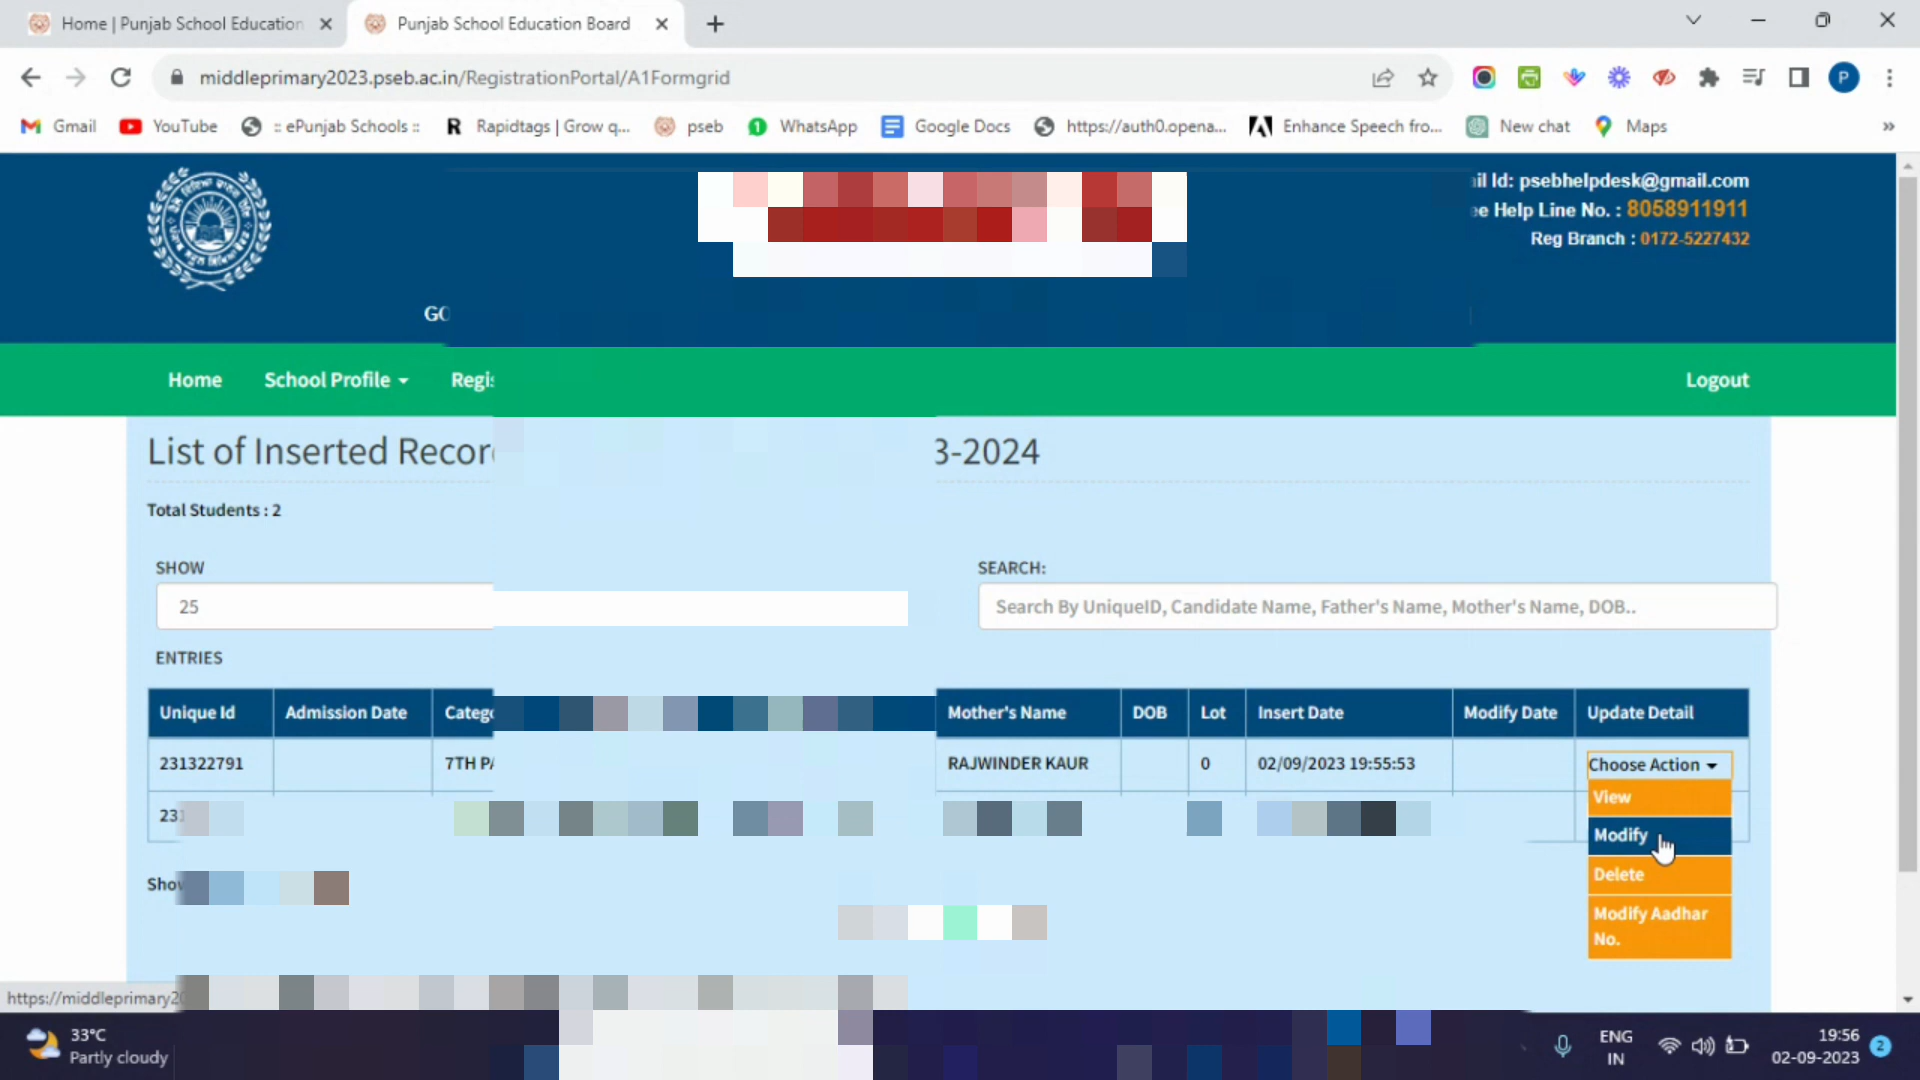 Home | Punjab School Education
Punjab School Education Board
middleprimary2023.pseb.ac.in/RegistrationPortal/A1Formgrid
P
Gmail
YouTube
:: ePunjab Schools ::
Rapidtags | Grow q...
pseb
WhatsApp
Google Docs
https://auth0.opena...
Enhance Speech fro...
New chat
Maps
»
Id: psebhelpdesk@gmail.com
Help Line No. : 8058911911
Reg Branch : 0172-5227432
Home
School Profile
Logout
List of Inserted
3-2024
Total Students : 2
SHOW
SEARCH:
25
Search By UniqueID, Candidate Name, Father's Name, Mother's Name, DOB..
ENTRIES
Unique Id Admission Date Mother's Name DOB Lot Insert Date Modify Date Update Detail
231322791 7TH RAJWINDER KAUR 0 02/09/2023 19:55:53 Choose Action
View
Modify
Delete
Modify Aadhar
No.
33°C
Partly cloudy
ENG
IN
19:56
02-09-2023
2